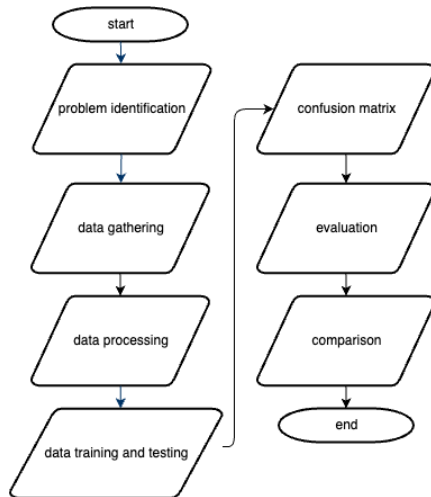 start
problem identification
data gathering
data processing
data training and testing
confusion matrix
evaluation
comparison
end